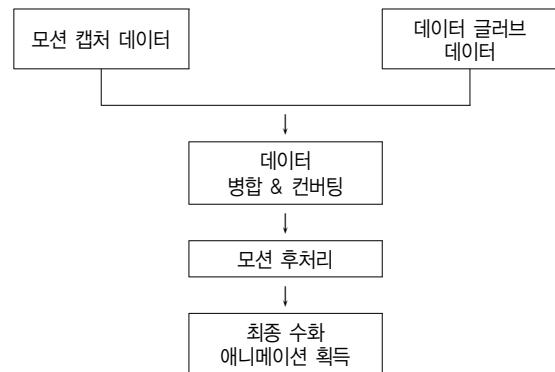 모션 캡처 데이터
데이터 글러브
데이터
데이터
병합 & 컨버팅
모션 후처리
최종 수화
애니메이션 획득